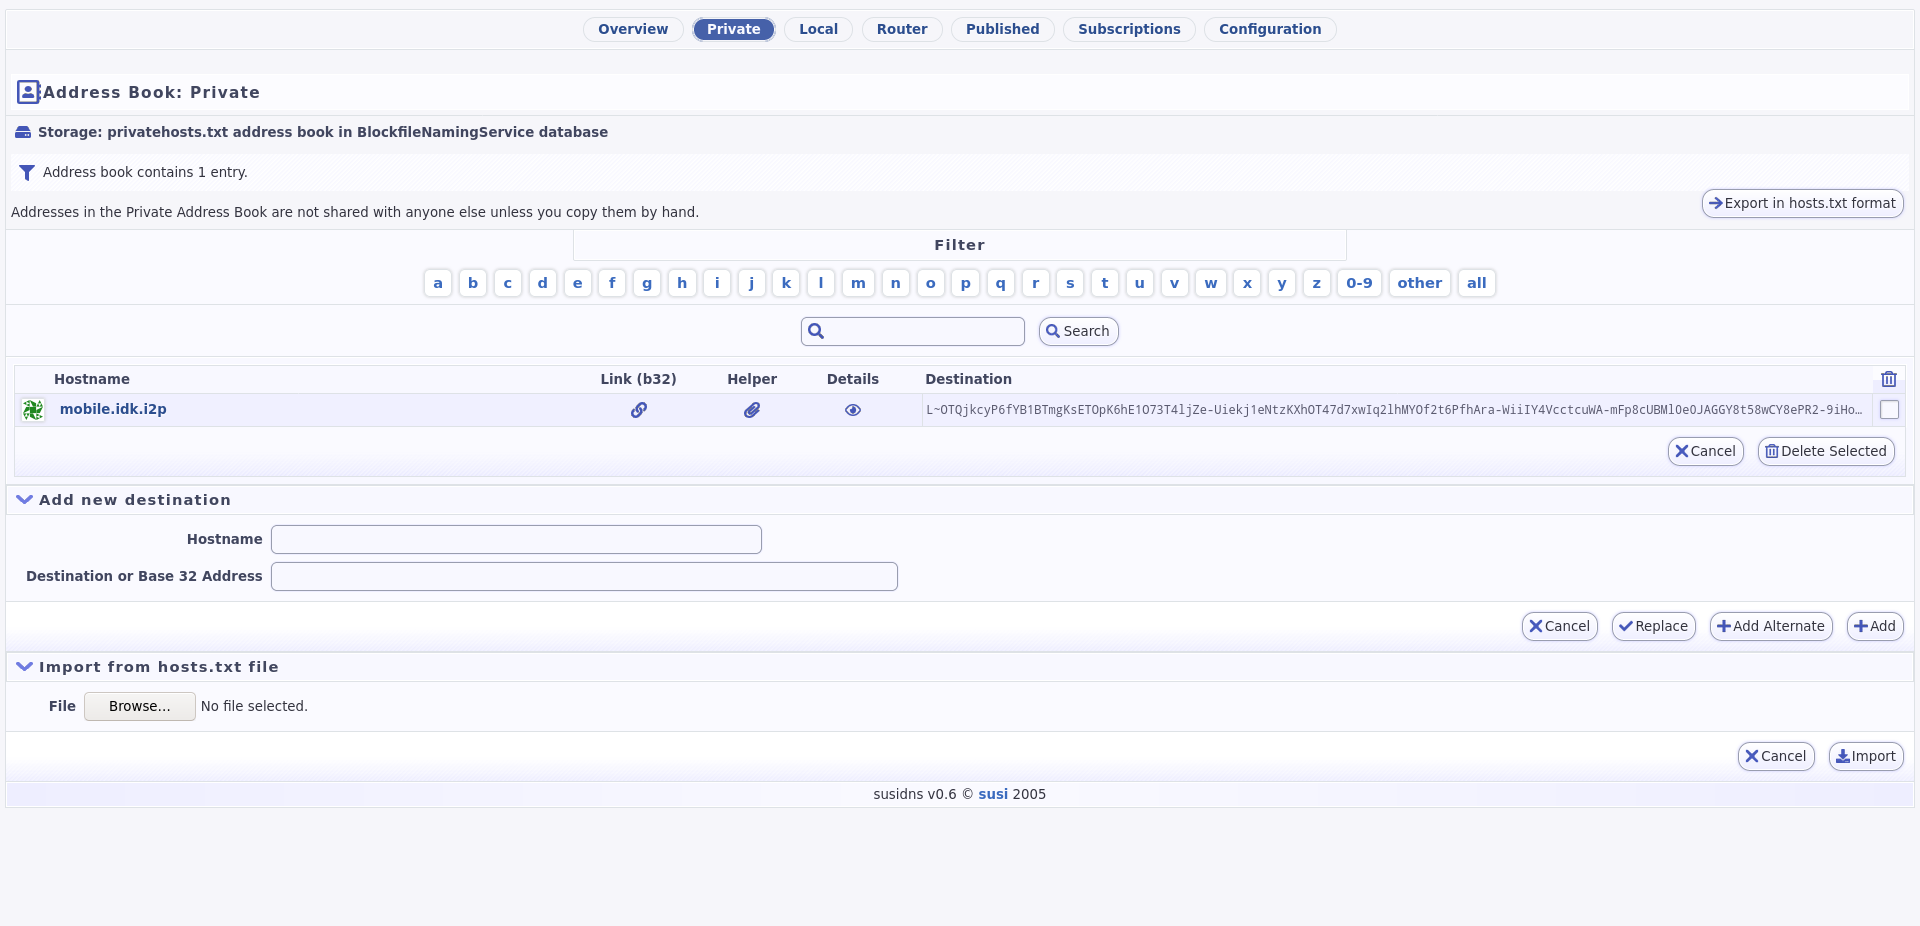 Overview Private Local Router Published Subscriptions Configuration
Address Book: Private
Storage: privatehosts.txt address book in BlockfileNamingService database
Address book contains 1 entry.
Addresses in the Private Address Book are not shared with anyone else unless you copy them by hand.
Export in hosts.txt format
Filter
a b c d e f g h i j k l m n o p q r s t u v w x y z 0-9 other all
Search
Hostname Link (b32) Helper Details Destination
mobile.idk.i2p L~OTQjkcyP6fYB1BTmgKsETOpK6hE1O73T4ljZe-Uiekj1eNtzKXhOT47d7xwIq2lhMYOf2t6PfhAra-WiiIY4VcctcuWA-mFp8cUBMlOeOJAGGY8t58wCY8ePR2-9iHo…
Cancel Delete Selected
Add new destination
Hostname
Destination or Base 32 Address
Cancel Replace Add Alternate Add
Import from hosts.txt file
File Browse... No file selected.
Cancel Import
susidns v0.6 © susi 2005